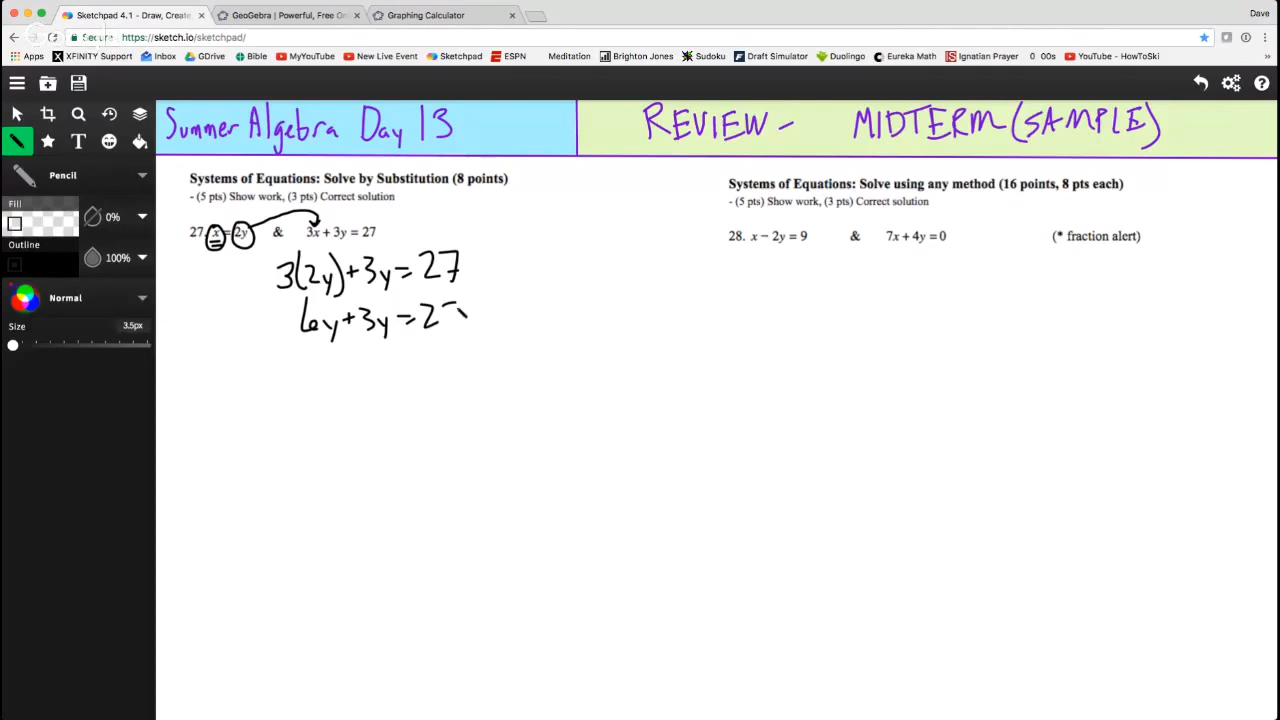 Sketchpad 4.1 - Draw, Create,
GeoGebra | Powerful, Free On
Graphing Calculator
Dave
Secure https://sketch.io/sketchpad/
Apps XFINITY Support Inbox GDrive Bible MyYouTube New Live Event Sketchpad ESPN Meditation Brighton Jones Sudoku Draft Simulator Duolingo Eureka Math Ignatian Prayer 0 00s YouTube - HowToSki »
Summer Algebra Day 13
REVIEW - MIDTERM (SAMPLE)
Pencil
Fill
0%
Outline
100%
Normal
Size 3.5px
Systems of Equations: Solve by Substitution (8 points)
- (5 pts) Show work, (3 pts) Correct solution
27. x = 2y & 3x + 3y = 27
3(2y)+3y=27
6y+3y=2
Systems of Equations: Solve using any method (16 points, 8 pts each)
- (5 pts) Show work, (3 pts) Correct solution
28. x − 2y = 9 & 7x + 4y = 0 (* fraction alert)